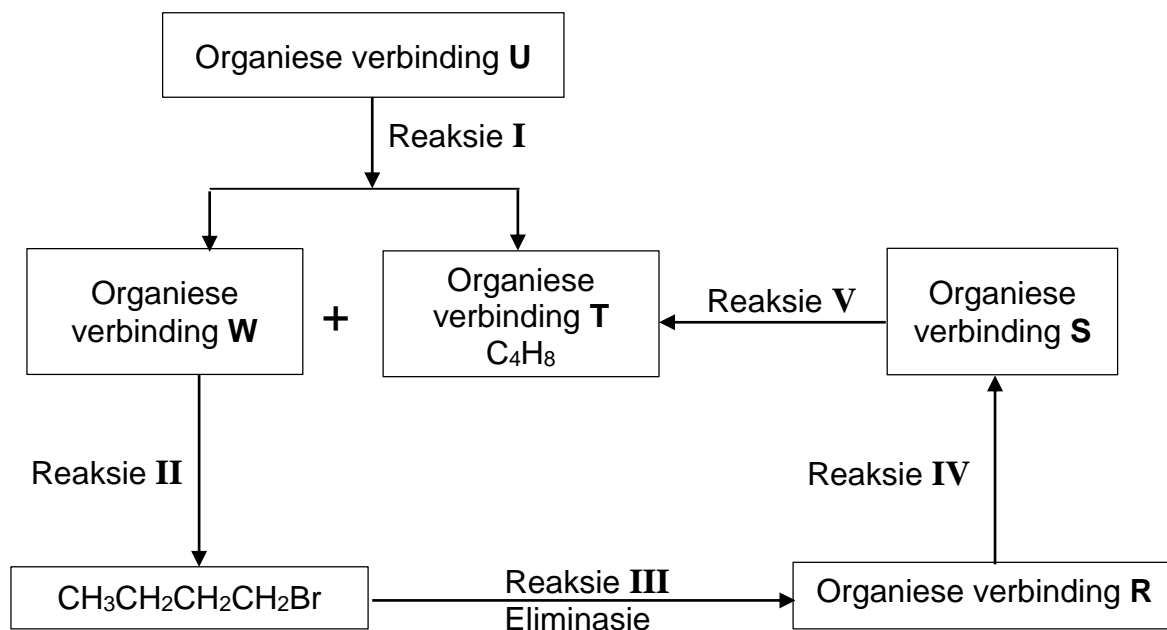 Organiese verbinding U
Reaksie I
Organiese
verbinding W
+
Organiese
verbinding T
C₄H₈
Reaksie V
Organiese
verbinding S
Reaksie II
Reaksie IV
CH₃CH₂CH₂CH₂Br
Reaksie III
Eliminasie
Organiese verbinding R